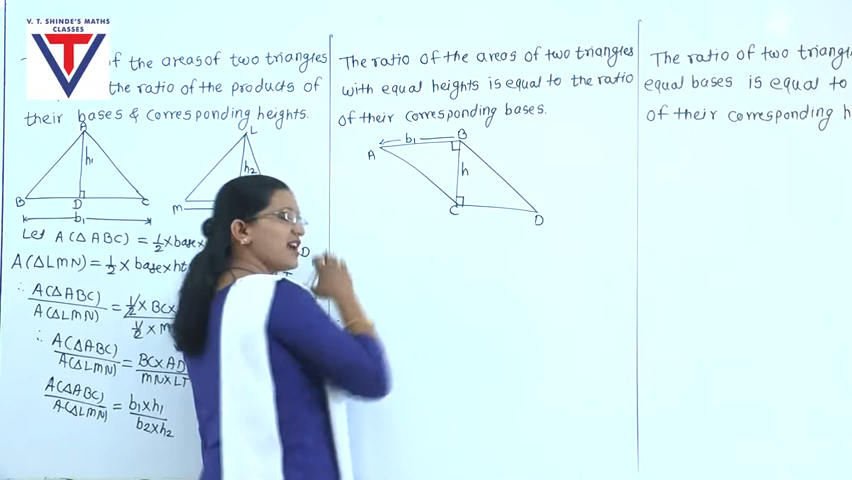 V. T. SHINDE'S MATHS
CLASSES
VT
of the areas of two triangles
the ratio of the products of
their bases & corresponding heights.
A
h1
B
D
C
b1
L
h2
M
Let A(△ABC) = 1/2 × base ×
A(△LMN) = 1/2 × base × ht
∴ A(△ABC)/A(△LMN) = 1/2 × BC ×/1/2 × M
∴ A(△ABC)/A(△LMN) = BC × AD/MN × LT
A(△ABC)/A(△LMN) = b1 × h1/b2 × h2
The ratio of the areas of two triangles
with equal heights is equal to the ratio
of their corresponding bases.
b1
A
B
h
C
D
The ratio of two triangl
equal bases is equal to
of their corresponding h